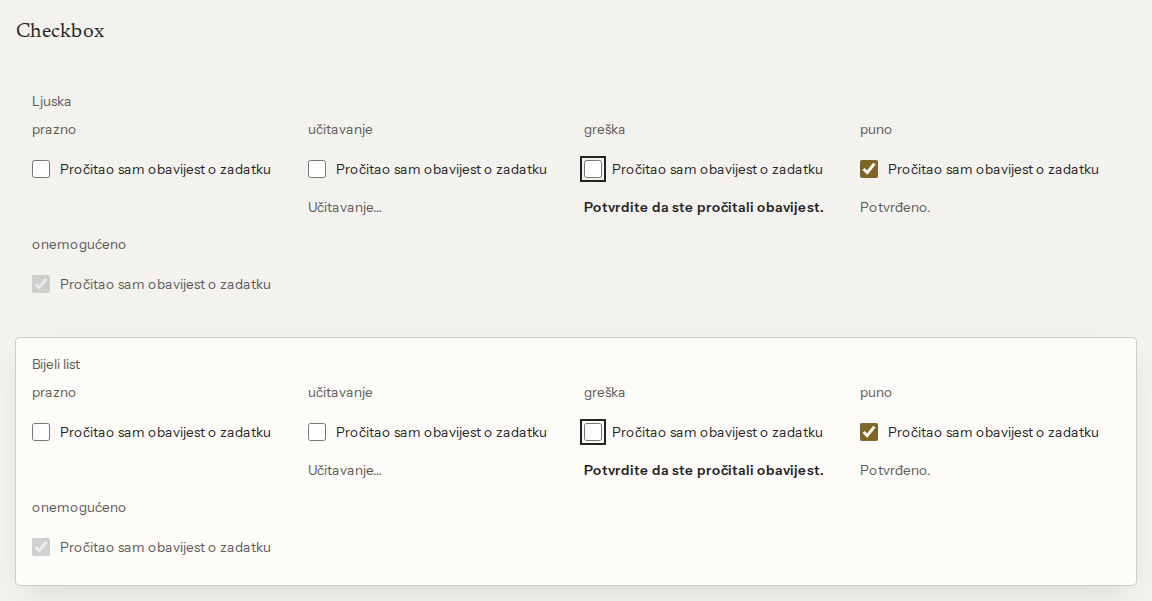 Checkbox
Ljuska
prazno
učitavanje
greška
puno
Pročitao sam obavijest o zadatku
Pročitao sam obavijest o zadatku
Pročitao sam obavijest o zadatku
Pročitao sam obavijest o zadatku
Učitavanje…
Potvrdite da ste pročitali obavijest.
Potvrđeno.
onemogućeno
Pročitao sam obavijest o zadatku
Bijeli list
prazno
učitavanje
greška
puno
Pročitao sam obavijest o zadatku
Pročitao sam obavijest o zadatku
Pročitao sam obavijest o zadatku
Pročitao sam obavijest o zadatku
Učitavanje…
Potvrdite da ste pročitali obavijest.
Potvrđeno.
onemogućeno
Pročitao sam obavijest o zadatku